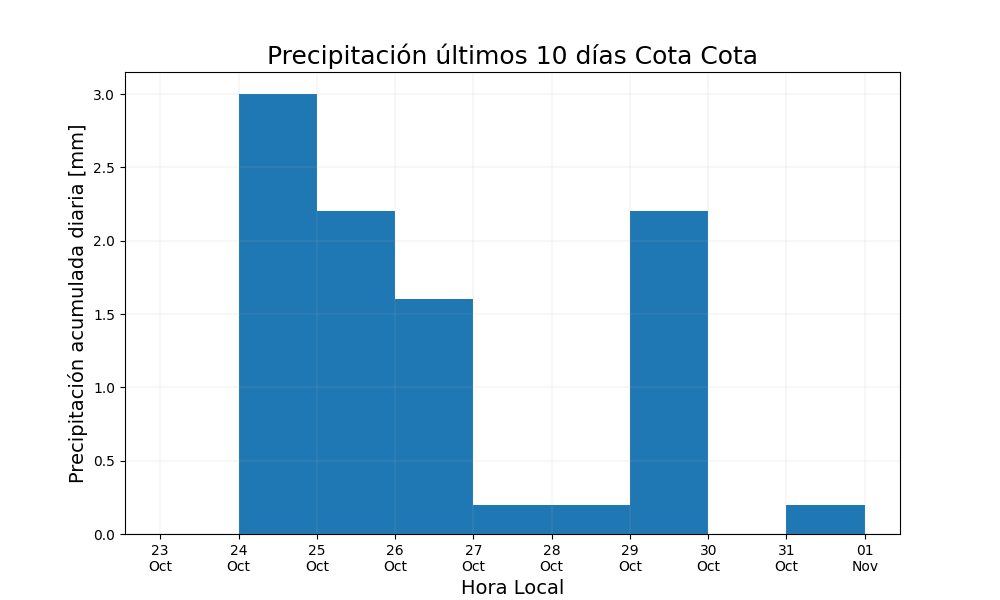 Precipitación últimos 10 días Cota Cota
Precipitación acumulada diaria [mm]
3.0
2.5
2.0
1.5
1.0
0.5
0.0
23 24 25 26 27 28 29 30 31 01
Oct Oct Oct Oct Oct Oct Oct Oct Oct Nov
Hora Local